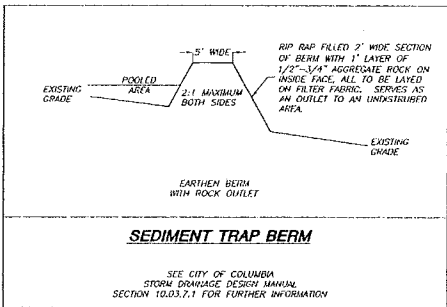 5' WIDE
RIP RAP FILLED 2' WIDE SECTION
OF BERM WITH 1' LAYER OF
1/2"-3/4" AGGREGATE ROCK ON
INSIDE FACE, ALL TO BE LAYED
ON FILTER FABRIC. SERVES AS
AN OUTLET TO AN UNDISTRUBED
AREA.
POOLED
AREA
EXISTING
GRADE
2:1 MAXIMUM
BOTH SIDES
EXISTING
GRADE
EARTHEN BERM
WITH ROCK OUTLET
SEDIMENT TRAP BERM
SEE CITY OF COLUMBIA
STORM DRAINAGE DESIGN MANUAL
SECTION 10.03.7.1 FOR FURTHER INFORMATION